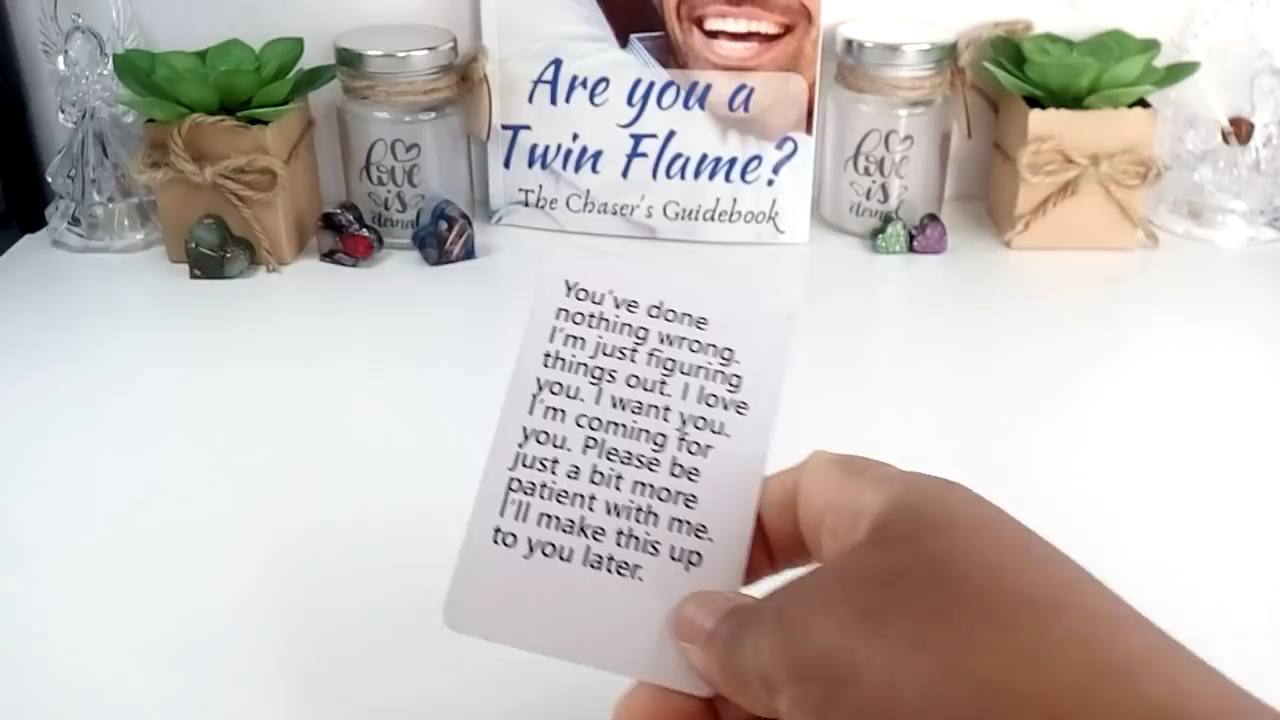 Are you a
Twin Flame?
The Chaser's Guidebook
love
is
eternal
love
is
eternal
You've done
nothing wrong.
I'm just figuring
things out. I love
you. I want you.
I'm coming for
you. Please be
just a bit more
patient with me.
I'll make this up
to you later.